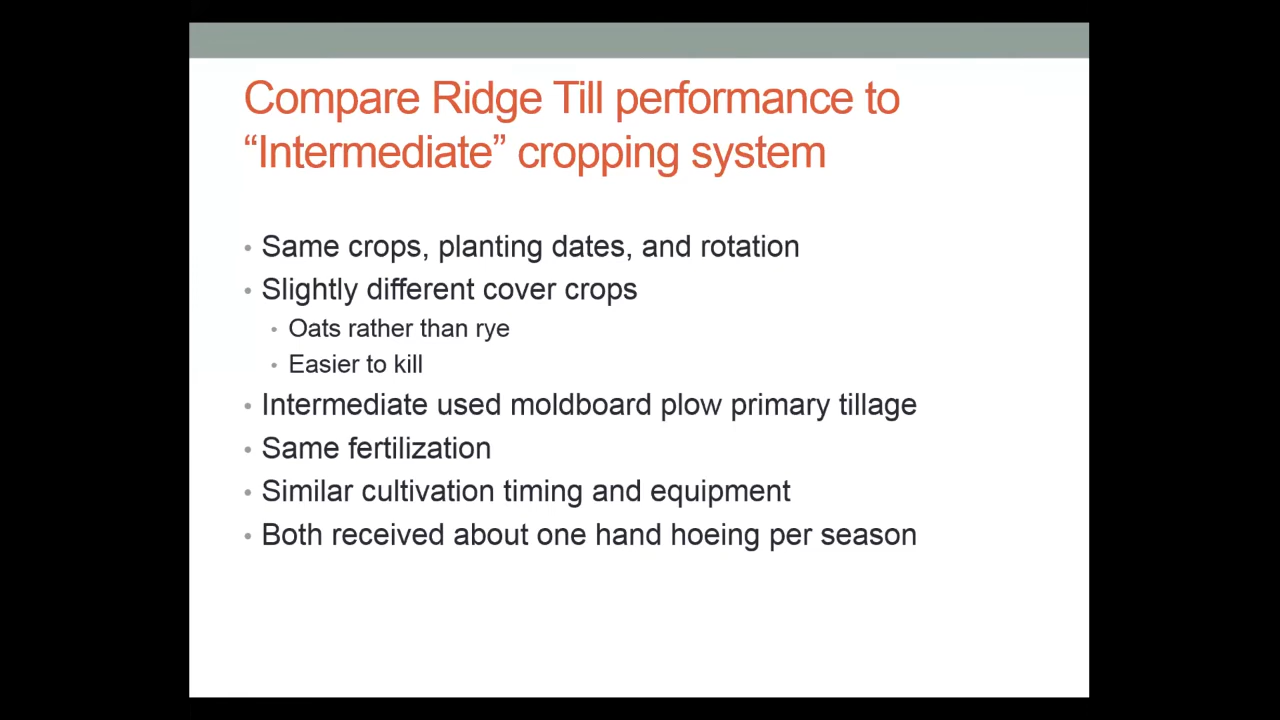 Compare Ridge Till performance to
“Intermediate” cropping system
• Same crops, planting dates, and rotation
• Slightly different cover crops
• Oats rather than rye
• Easier to kill
• Intermediate used moldboard plow primary tillage
• Same fertilization
• Similar cultivation timing and equipment
• Both received about one hand hoeing per season